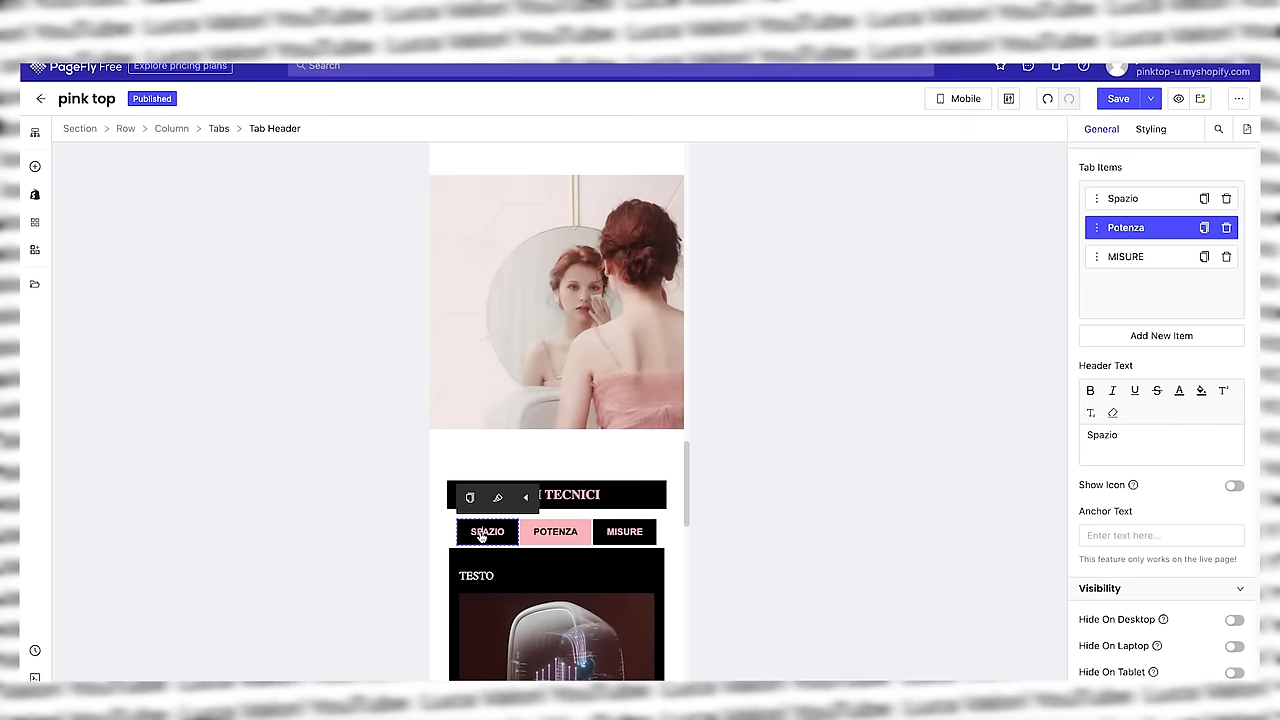 PageFly Free
Explore pricing plans
Search
pinktop-u.myshopify.com
pink top
Published
Mobile
Save
Section > Row > Column > Tabs > Tab Header
General
Styling
Tab Items
Spazio
Potenza
MISURE
Add New Item
Header Text
B I U S A T
Spazio
Show Icon
Anchor Text
Enter text here...
This feature only works on the live page!
Visibility
Hide On Desktop
Hide On Laptop
Hide On Tablet
TECNICI
SPAZIO
POTENZA
MISURE
TESTO